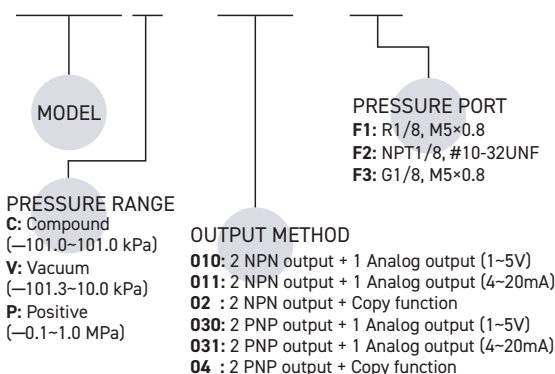 MODEL
PRESSURE RANGE
C: Compound
(—101.0~101.0 kPa)
V: Vacuum
(—101.3~10.0 kPa)
P: Positive
(—0.1~1.0 MPa)
OUTPUT METHOD
010: 2 NPN output + 1 Analog output (1~5V)
011: 2 NPN output + 1 Analog output (4~20mA)
02 : 2 NPN output + Copy function
030: 2 PNP output + 1 Analog output (1~5V)
031: 2 PNP output + 1 Analog output (4~20mA)
04 : 2 PNP output + Copy function
PRESSURE PORT
F1: R1/8, M5×0.8
F2: NPT1/8, #10-32UNF
F3: G1/8, M5×0.8